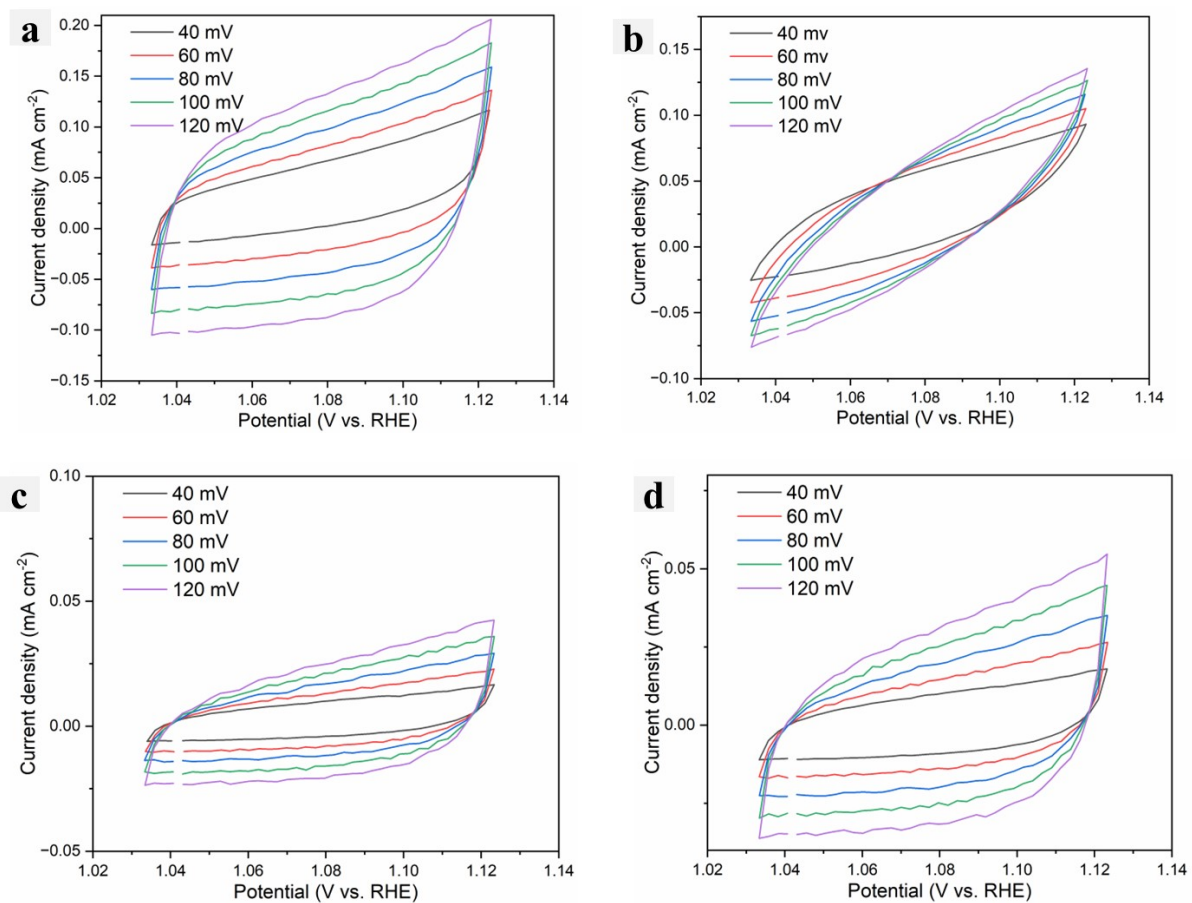 a
40 mV
60 mV
80 mV
100 mV
120 mV
0.20
0.15
0.10
0.05
0.00
−0.05
−0.10
−0.15
Current density (mA cm⁻²)
1.02 1.04 1.06 1.08 1.10 1.12 1.14
Potential (V vs. RHE)
b
40 mv
60 mv
80 mV
100 mV
120 mV
0.15
0.10
0.05
0.00
−0.05
−0.10
Current density (mA cm⁻²)
1.02 1.04 1.06 1.08 1.10 1.12 1.14
Potential (V vs. RHE)
c
40 mV
60 mV
80 mV
100 mV
120 mV
0.10
0.05
0.00
−0.05
Current density (mA cm⁻²)
1.02 1.04 1.06 1.08 1.10 1.12 1.14
Potential (V vs. RHE)
d
40 mV
60 mV
80 mV
100 mV
120 mV
0.05
0.00
Current density (mA cm⁻²)
1.02 1.04 1.06 1.08 1.10 1.12 1.14
Potential (V vs. RHE)